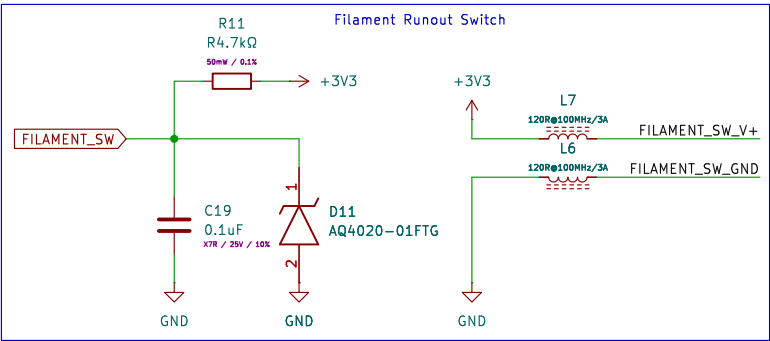 Filament Runout Switch
R11
R4.7kΩ
50mW / 0.1%
+3V3
FILAMENT_SW
C19
0.1uF
X7R / 25V / 10%
GND
1
D11
AQ4020-01FTG
2
GND
+3V3
L7
120R@100MHz/3A
FILAMENT_SW_V+
L6
120R@100MHz/3A
FILAMENT_SW_GND
GND